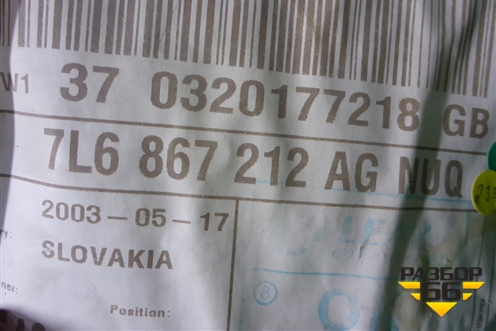 W1 37 0320177218 GB
7L6 867 212 AG NUQ
2003-05-17
SLOVAKIA
Position:
РАЗБОР
66